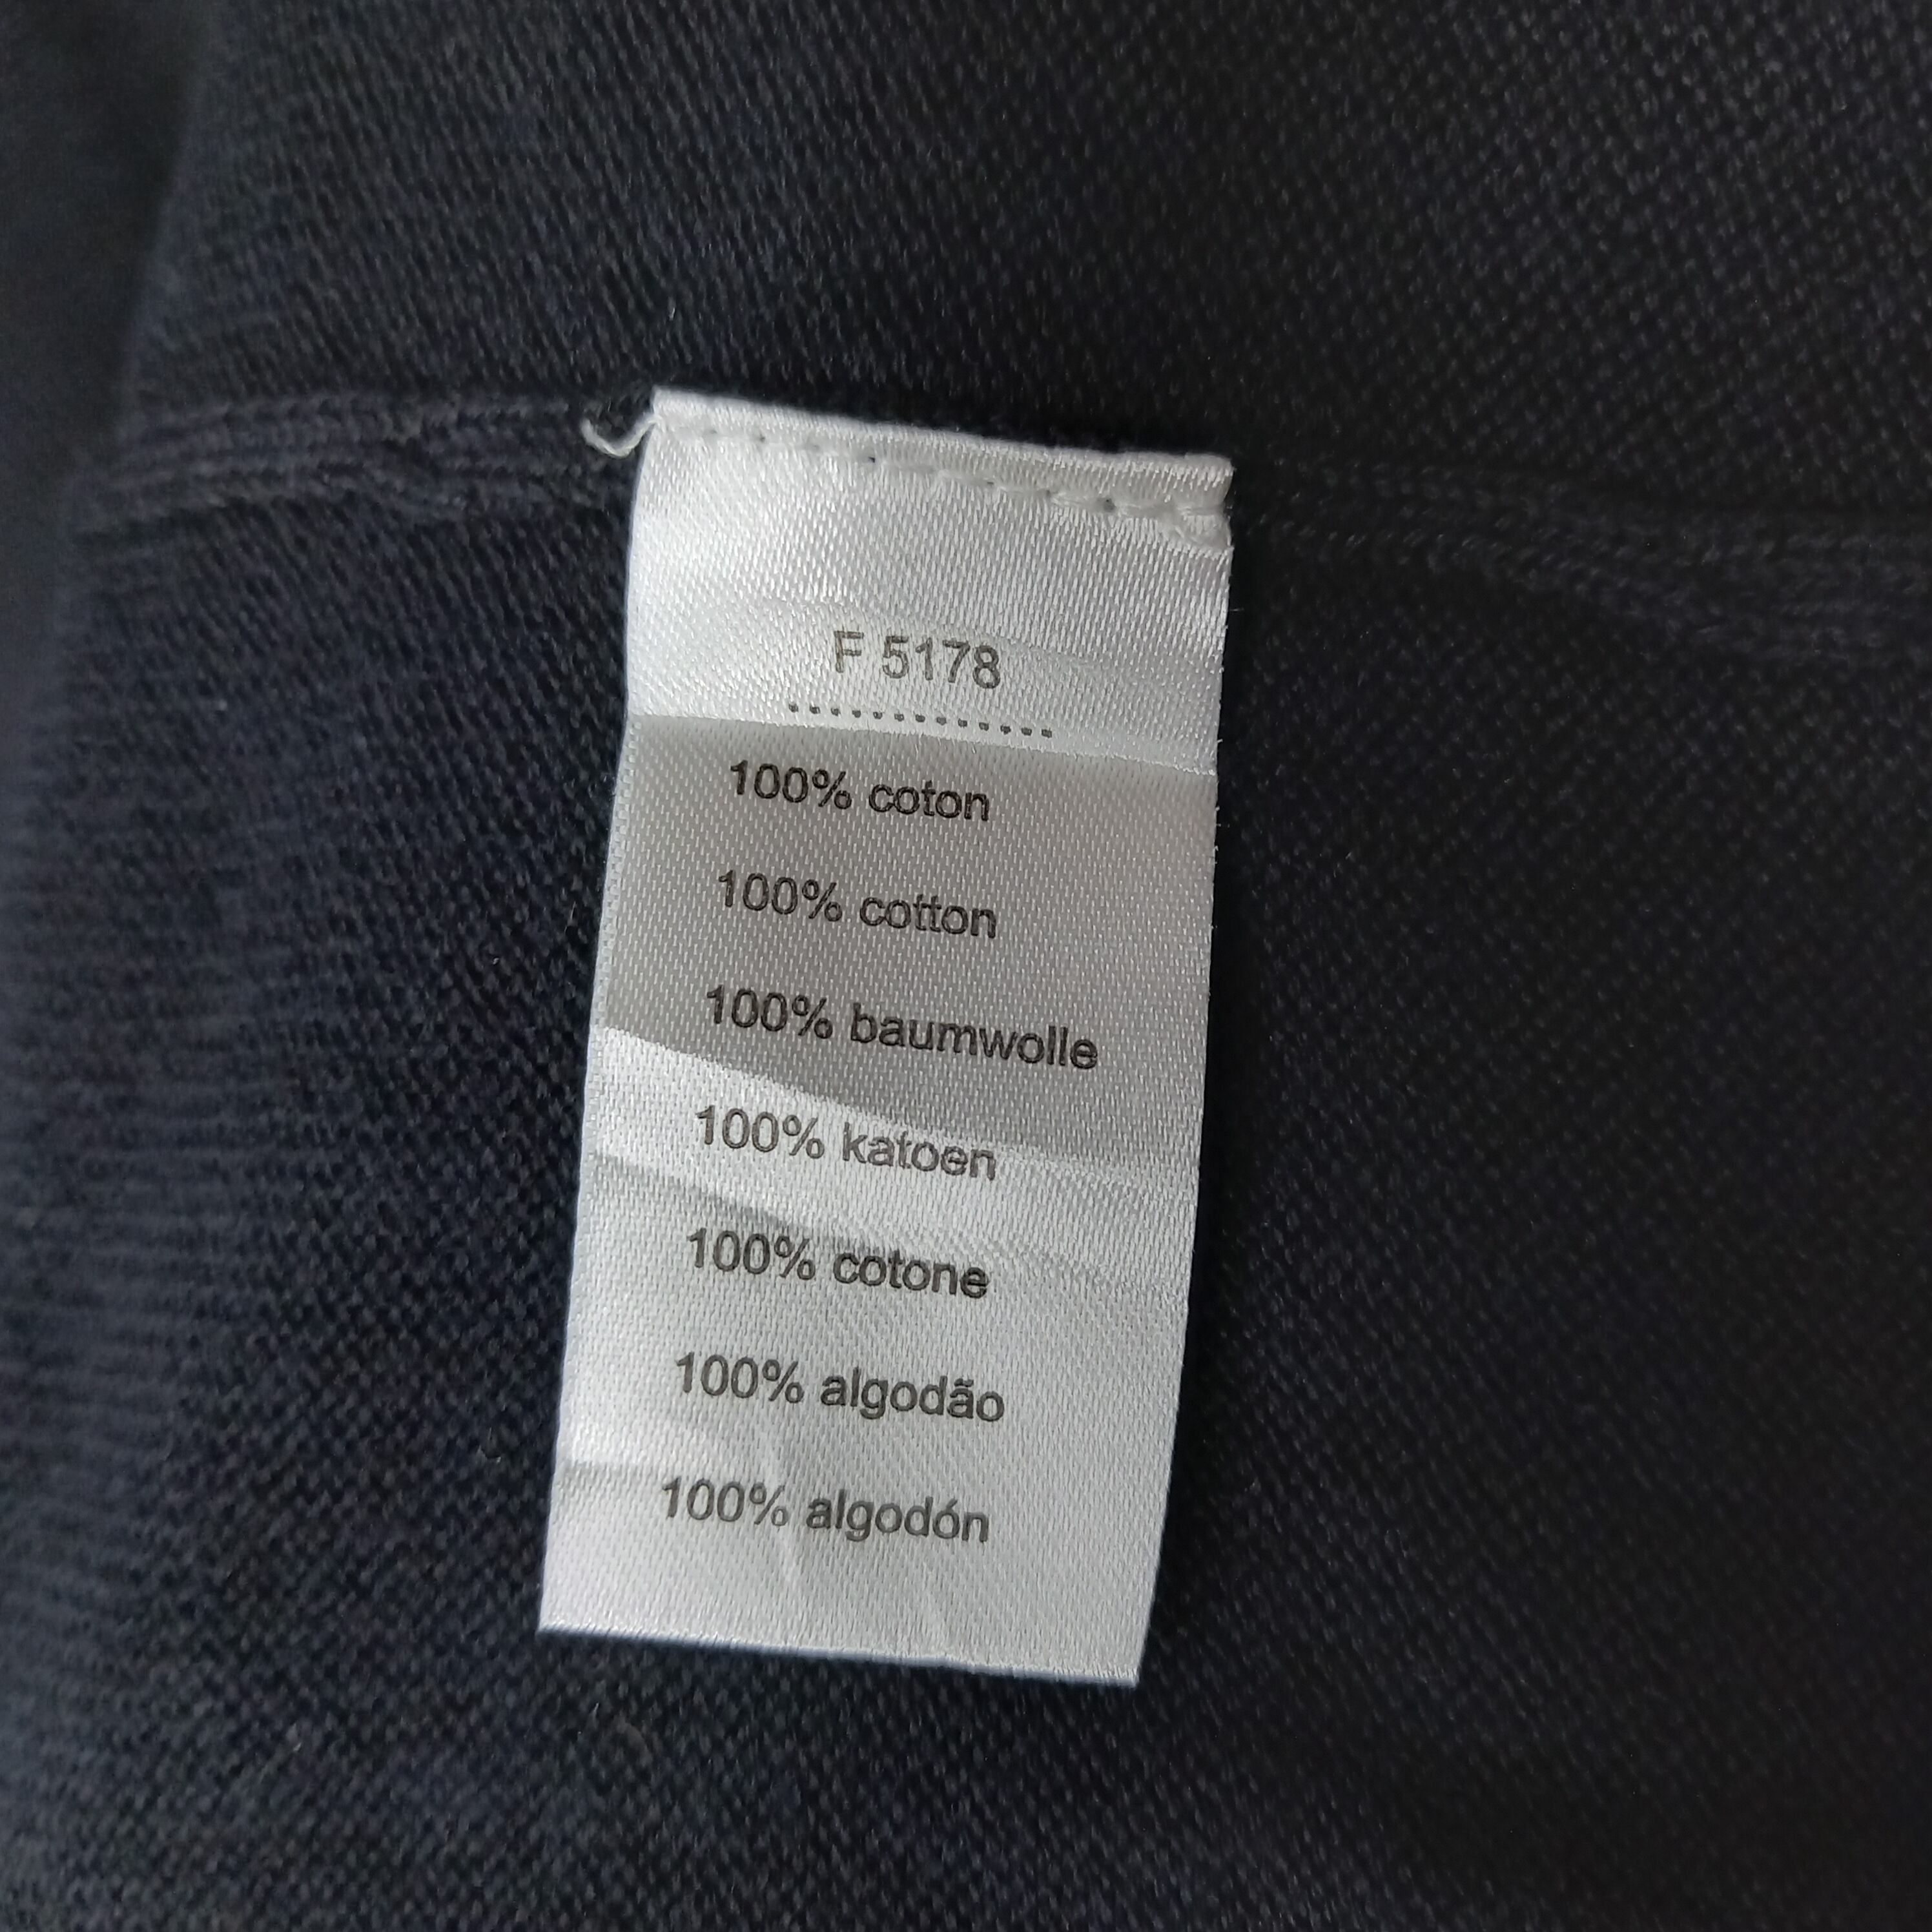 F 5178
.............
100% coton
100% cotton
100% baumwolle
100% katoen
100% cotone
100% algodão
100% algodón